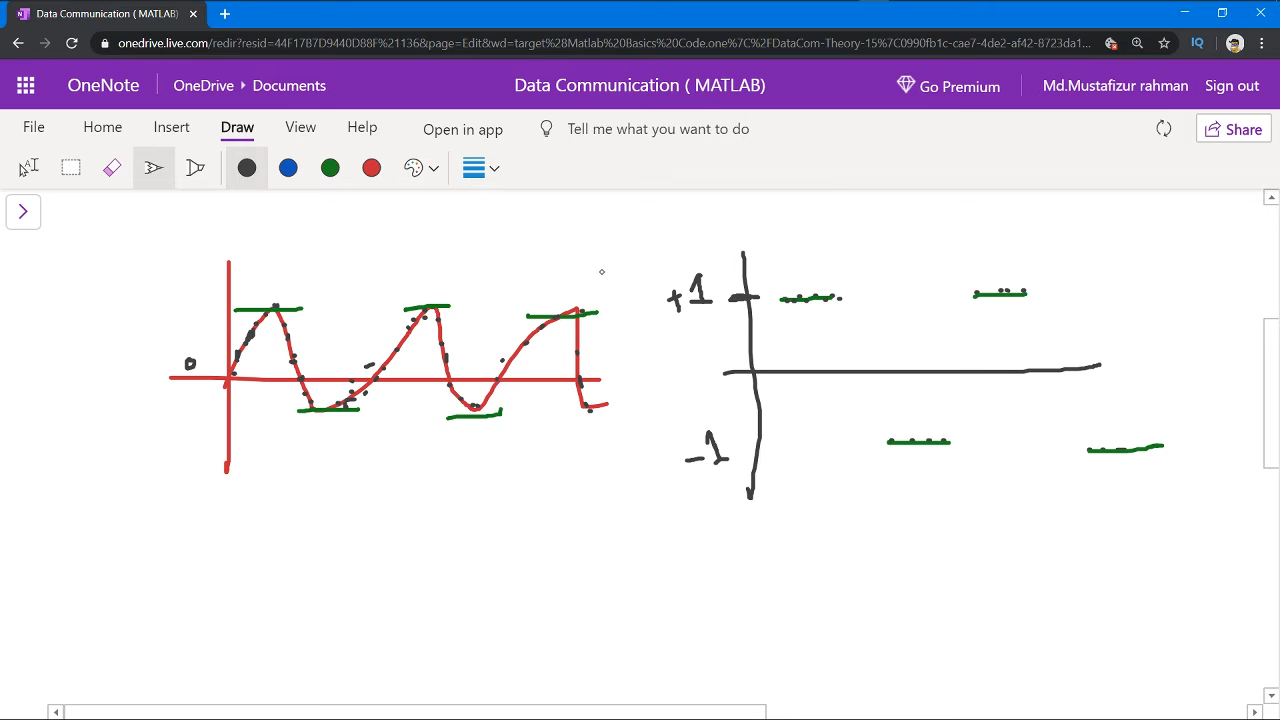 Data Communication ( MATLAB)
onedrive.live.com/redir?resid=44F17B7D9440D88F%21136&page=Edit&wd=target%28Matlab%20Basics%20Code.one%7C%2FDataCom-Theory-15%7C0990fb1c-cae7-4de2-af42-8723da1...
IQ
OneNote
OneDrive
Documents
Data Communication ( MATLAB)
Go Premium
Md.Mustafizur rahman
Sign out
File
Home
Insert
Draw
View
Help
Open in app
Tell me what you want to do
Share
+1
0
-1